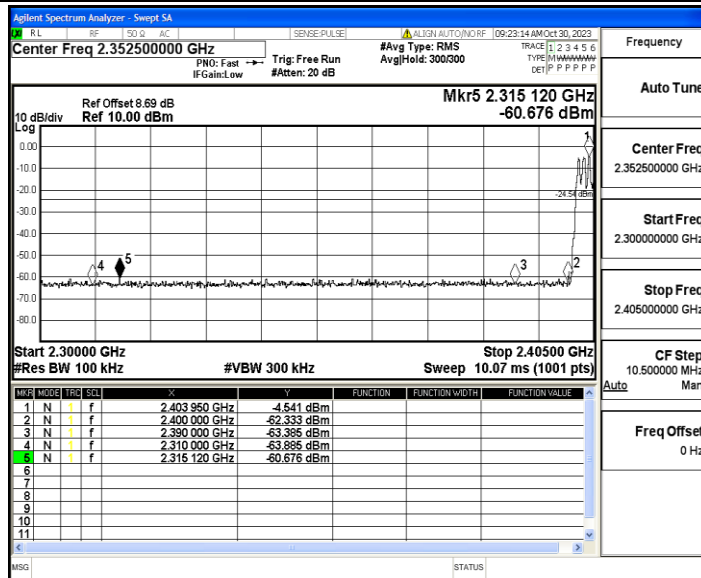 Agilent Spectrum Analyzer - Swept SA
RL RF 50 Ω AC SENSE:PULSE ALIGN AUTO/NO RF 09:23:14 AM Oct 30, 2023
Center Freq 2.352500000 GHz
PNO: Fast
IFGain:Low
Trig: Free Run
#Atten: 20 dB
#Avg Type: RMS
Avg|Hold: 300/300
TRACE 1 2 3 4 5 6
TYPE M WWWWW
DET P P P P P P
Ref Offset 8.69 dB
10 dB/div Ref 10.00 dBm
Log
Mkr5 2.315 120 GHz
-60.676 dBm
0.00
-10.0
-20.0
-30.0
-40.0
-50.0
-60.0
-70.0
-80.0
1
-24.54 dBm
4
5
3
2
Start 2.30000 GHz Stop 2.40500 GHz
#Res BW 100 kHz #VBW 300 kHz Sweep 10.07 ms (1001 pts)
MKR MODE TRC SCL X Y FUNCTION FUNCTION WIDTH FUNCTION VALUE
1 N 1 f 2.403 950 GHz -4.541 dBm
2 N 1 f 2.400 000 GHz -62.333 dBm
3 N 1 f 2.390 000 GHz -63.385 dBm
4 N 1 f 2.310 000 GHz -63.885 dBm
5 N 1 f 2.315 120 GHz -60.676 dBm
6
7
8
9
10
11
MSG STATUS
Frequency
Auto Tune
Center Freq
2.352500000 GHz
Start Freq
2.300000000 GHz
Stop Freq
2.405000000 GHz
CF Step
10.500000 MHz
Auto Man
Freq Offset
0 Hz